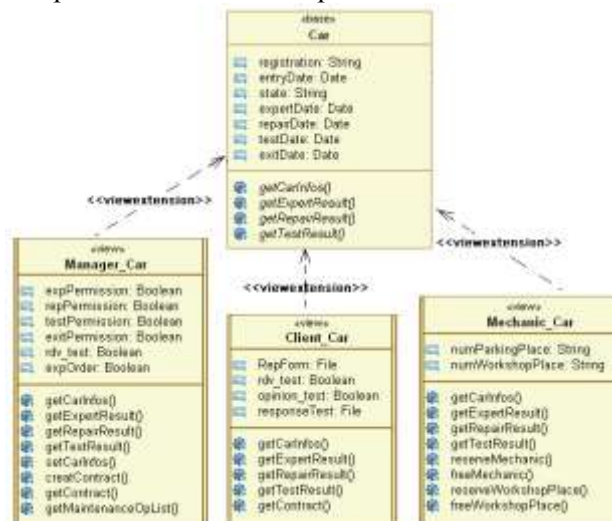 «base»
Car
registration: String
entryDate: Date
state: String
expertDate: Date
repairDate: Date
testDate: Date
exitDate: Date
getCarInfos()
getExpertResult()
getRepairResult()
getTestResult()
<<viewextension>>
<<viewextension>>
<<viewextension>>
«view»
Manager_Car
expPermission: Boolean
repPermission: Boolean
testPermission: Boolean
exitPermission: Boolean
rdv_test: Boolean
expOrder: Boolean
getCarInfos()
getExpertResult()
getRepairResult()
getTestResult()
setCarInfos()
creatContract()
getContract()
getMaintenanceOpList()
«view»
Client_Car
RepForm: File
rdv_test: Boolean
opinion_test: Boolean
responseTest: File
getCarInfos()
getExpertResult()
getRepairResult()
getTestResult()
getContract()
«view»
Mechanic_Car
numParkingPlace: String
numWorkshopPlace: String
getCarInfos()
getExpertResult()
getRepairResult()
getTestResult()
reserveMechanic()
freeMechanic()
reserveWorkshopPlace()
freeWorkshopPlace()